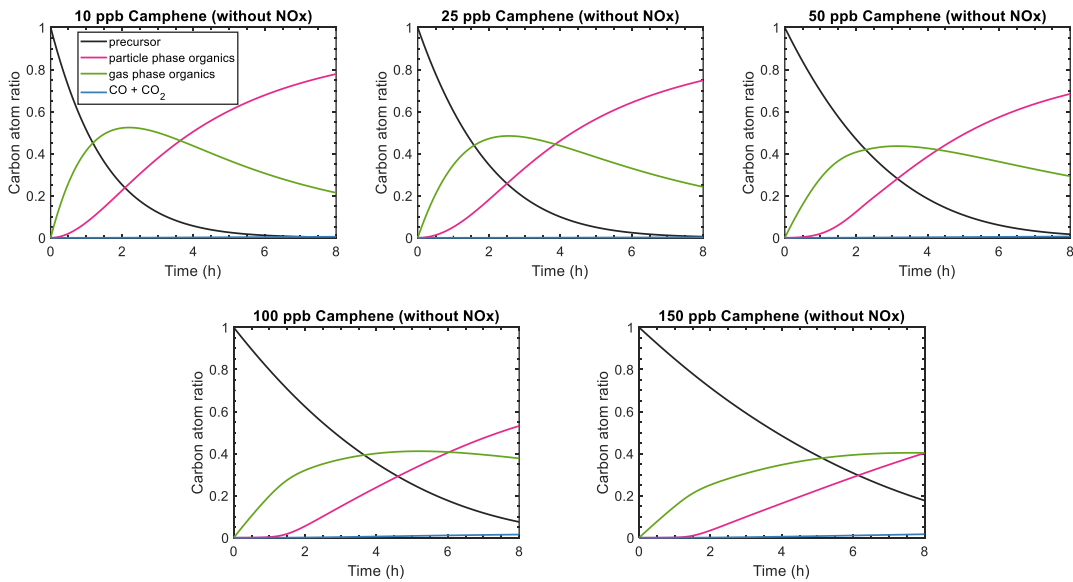 10 ppb Camphene (without NOx)
1
0.8
0.6
0.4
0.2
0
Carbon atom ratio
precursor
particle phase organics
gas phase organics
CO + CO2
0 2 4 6 8
Time (h)
25 ppb Camphene (without NOx)
1
0.8
0.6
0.4
0.2
0
Carbon atom ratio
0 2 4 6 8
Time (h)
50 ppb Camphene (without NOx)
1
0.8
0.6
0.4
0.2
0
Carbon atom ratio
0 2 4 6 8
Time (h)
100 ppb Camphene (without NOx)
1
0.8
0.6
0.4
0.2
0
Carbon atom ratio
0 2 4 6 8
Time (h)
150 ppb Camphene (without NOx)
1
0.8
0.6
0.4
0.2
0
Carbon atom ratio
0 2 4 6 8
Time (h)